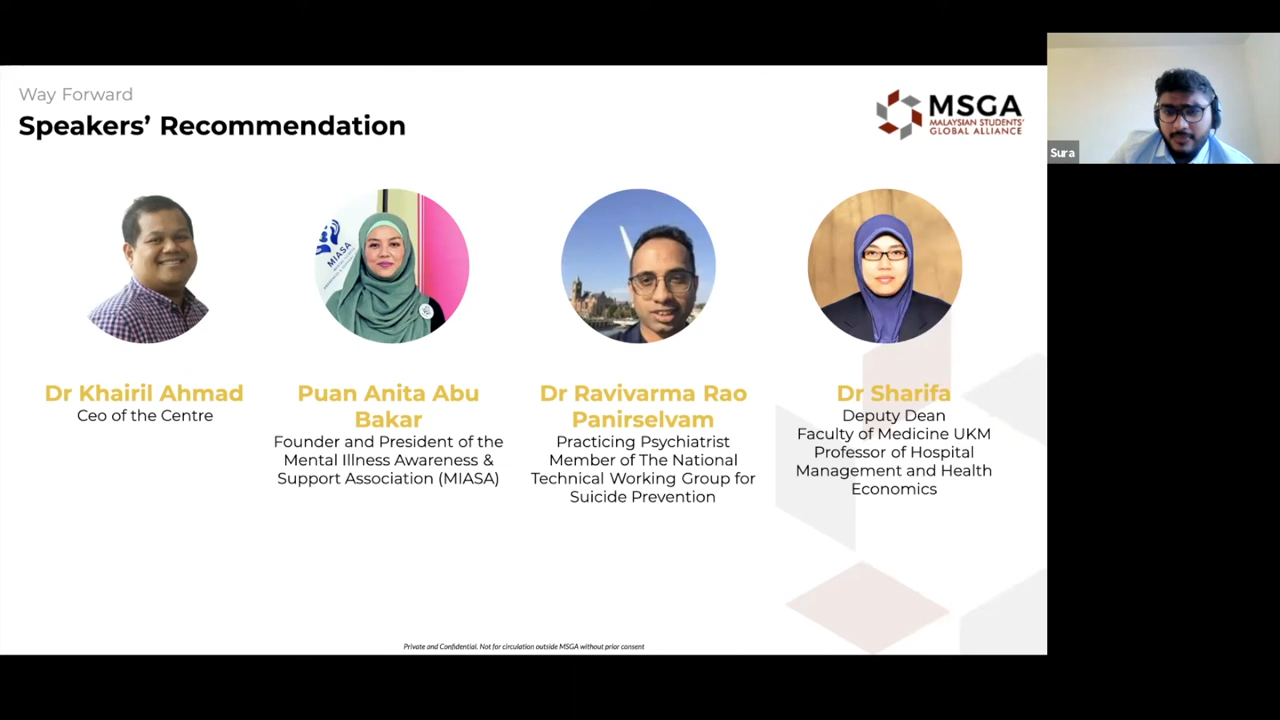 Way Forward
Speakers’ Recommendation
MSGA
MALAYSIAN STUDENTS'
GLOBAL ALLIANCE
Sura
MIASA
Dr Khairil Ahmad
Ceo of the Centre
Puan Anita Abu
Bakar
Founder and President of the
Mental Illness Awareness &
Support Association (MIASA)
Dr Ravivarma Rao
Panirselvam
Practicing Psychiatrist
Member of The National
Technical Working Group for
Suicide Prevention
Dr Sharifa
Deputy Dean
Faculty of Medicine UKM
Professor of Hospital
Management and Health
Economics
Private and Confidential. Not for circulation outside MSGA without prior consent